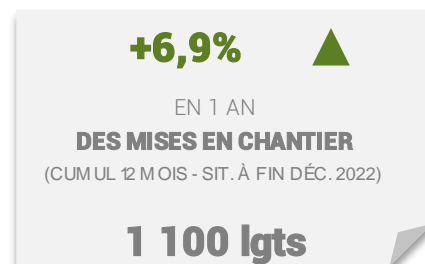 +6,9%
EN 1 AN
DES MISES EN CHANTIER
(CUMUL 12 MOIS - SIT. À FIN DÉC. 2022)
1 100 lgts